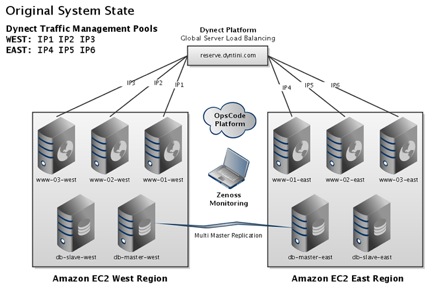 Original System State
Dynect Traffic Management Pools
WEST: IP1 IP2 IP3
EAST: IP4 IP5 IP6
Dynect Platform
Global Server Load Balancing
reserve.dyntini.com
IP3
IP2
IP1
IP4
IP5
IP6
OpsCode
Platform
www-03-west
www-02-west
www-01-west
www-01-east
www-02-east
www-03-east
Zenoss
Monitoring
Multi Master Replication
db-slave-west
db-master-west
db-master-east
db-slave-east
Amazon EC2 West Region
Amazon EC2 East Region